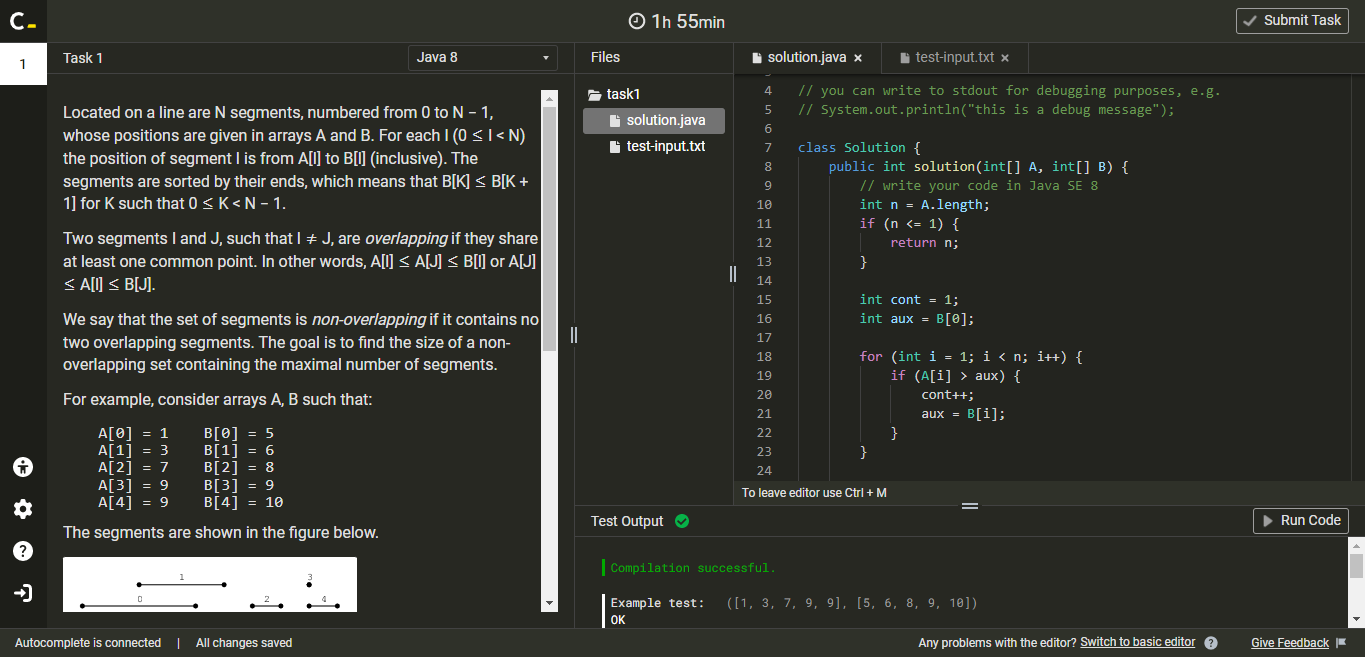 C_
1h 55min
Submit Task
1
Task 1
Java 8
Files
solution.java ×
test-input.txt ×
task1
solution.java
test-input.txt
Located on a line are N segments, numbered from 0 to N − 1,
whose positions are given in arrays A and B. For each I (0 ≤ I < N)
the position of segment I is from A[I] to B[I] (inclusive). The
segments are sorted by their ends, which means that B[K] ≤ B[K +
1] for K such that 0 ≤ K < N − 1.
Two segments I and J, such that I ≠ J, are overlapping if they share
at least one common point. In other words, A[I] ≤ A[J] ≤ B[I] or A[J]
≤ A[I] ≤ B[J].
We say that the set of segments is non-overlapping if it contains no
two overlapping segments. The goal is to find the size of a non-
overlapping set containing the maximal number of segments.
For example, consider arrays A, B such that:
A[0] = 1 B[0] = 5
A[1] = 3 B[1] = 6
A[2] = 7 B[2] = 8
A[3] = 9 B[3] = 9
A[4] = 9 B[4] = 10
The segments are shown in the figure below.
1 3
0 2 4
4 // you can write to stdout for debugging purposes, e.g.
5 // System.out.println("this is a debug message");
6
7 class Solution {
8 public int solution(int[] A, int[] B) {
9 // write your code in Java SE 8
10 int n = A.length;
11 if (n <= 1) {
12 return n;
13 }
14
15 int cont = 1;
16 int aux = B[0];
17
18 for (int i = 1; i < n; i++) {
19 if (A[i] > aux) {
20 cont++;
21 aux = B[i];
22 }
23 }
24
To leave editor use Ctrl + M
Test Output
Run Code
Compilation successful.
Example test: ([1, 3, 7, 9, 9], [5, 6, 8, 9, 10])
OK
Autocomplete is connected | All changes saved
Any problems with the editor? Switch to basic editor ?
Give Feedback